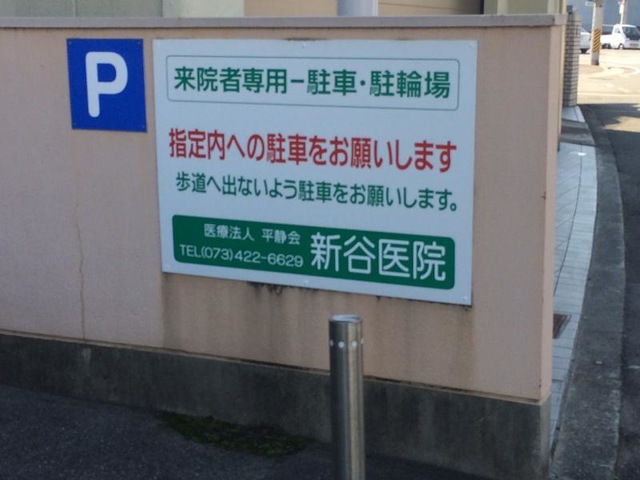 P
来院者専用ー駐車・駐輪場
指定内への駐車をお願いします
歩道へ出ないよう駐車をお願いします。
医療法人 平静会
TEL(073)422-6629 新谷医院